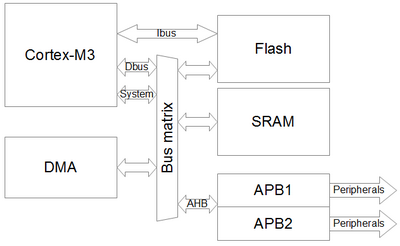 Cortex-M3
Ibus
Flash
Dbus
System
Bus matrix
SRAM
DMA
AHB
APB1
Peripherals
APB2
Peripherals